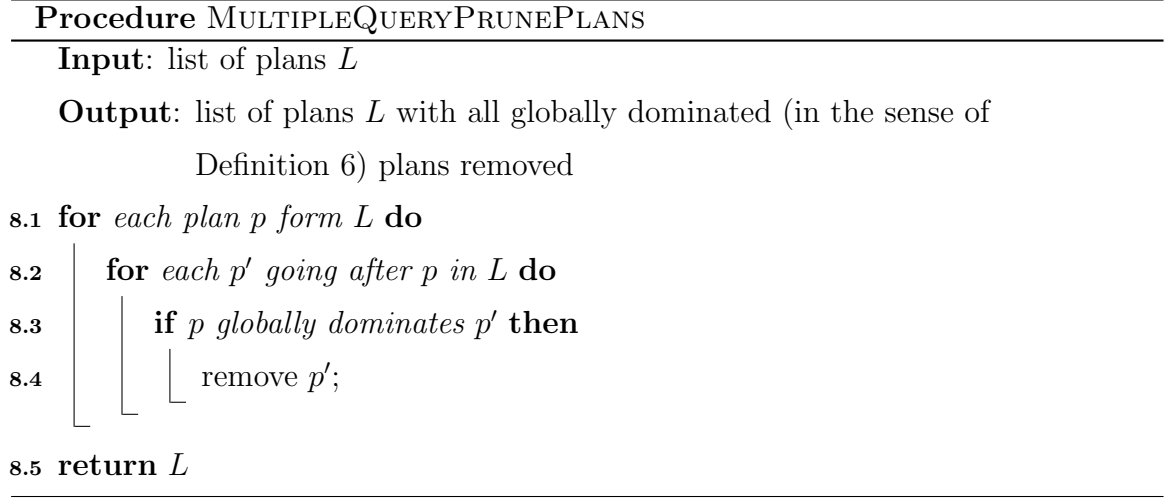 Procedure MULTIPLEQUERYPRUNEPLANS
Input: list of plans L
Output: list of plans L with all globally dominated (in the sense of
Definition 6) plans removed
8.1 for each plan p form L do
8.2 for each p′ going after p in L do
8.3 if p globally dominates p′ then
8.4 remove p′;
8.5 return L